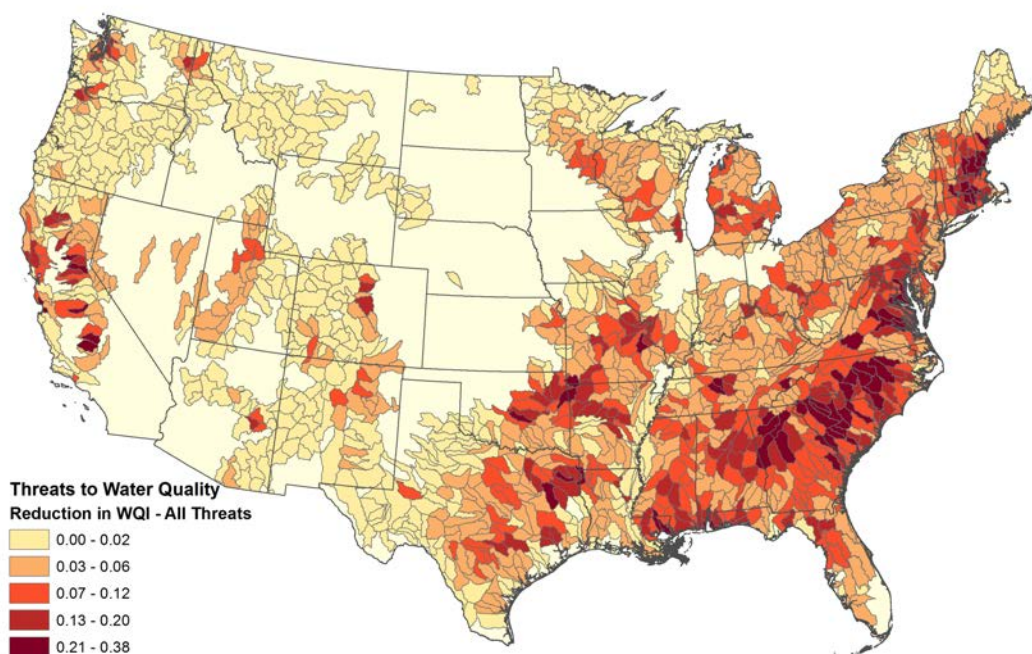 Threats to Water Quality
Reduction in WQI - All Threats
0.00 - 0.02
0.03 - 0.06
0.07 - 0.12
0.13 - 0.20
0.21 - 0.38